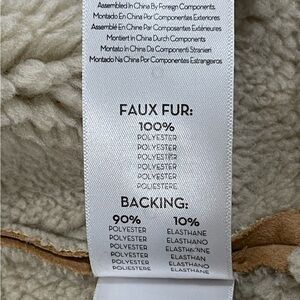 Assembled In China By Foreign Components.
Montado En China Por Componentes Exteriores
Assemblé En Chine Par Composantes Extérieures
Montiert in China Durch Components
Montato In China Da Componenti Stranieri
Montado Na China Por Componentes Estrangeiros
FAUX FUR:
100%
POLYESTER
POLYESTER
POLYESTER
POLYESTER
POLYESTER
POLIESTERE
BACKING:
90% 10%
POLYESTER ELASTHANE
POLYESTER ELASTHANO
POLYESTER ELASTHANNE
POLYESTER ELASTHAN
POLYESTER ELASTAN
POLIESTERE ELASTANO